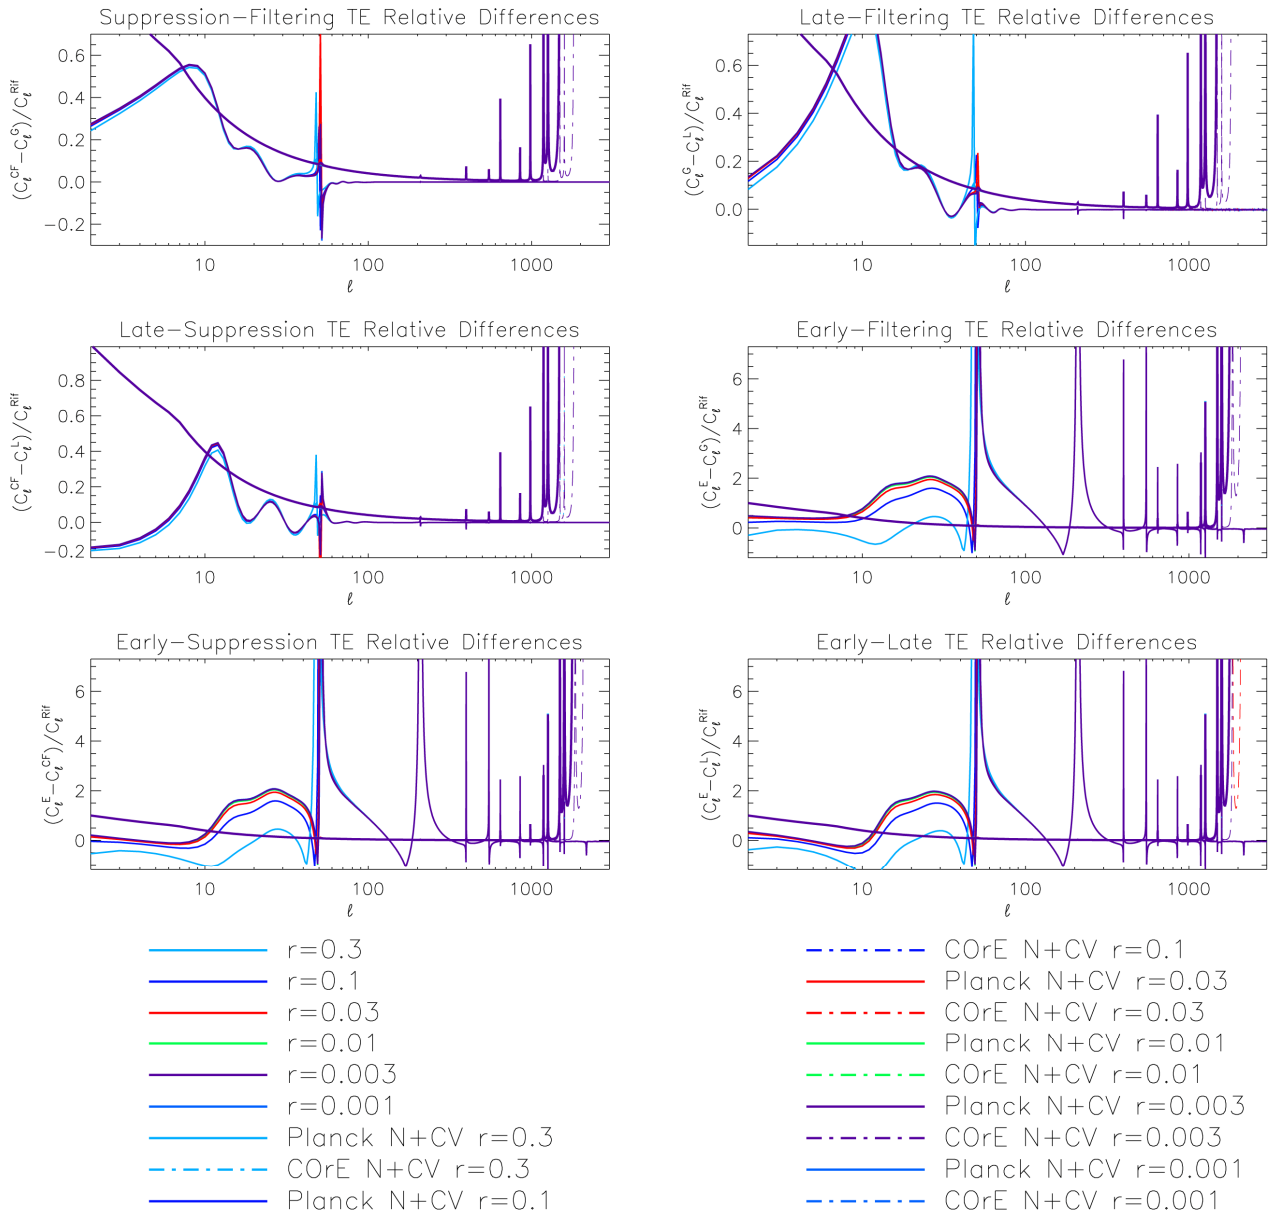 Suppression−Filtering TE Relative Differences
(C_ℓ^CF−C_ℓ^G)/C_ℓ^Rif
0.6
0.4
0.2
0.0
−0.2
10 100 1000
ℓ
Late−Filtering TE Relative Differences
(C_ℓ^G−C_ℓ^L)/C_ℓ^Rif
0.6
0.4
0.2
0.0
10 100 1000
ℓ
Late−Suppression TE Relative Differences
(C_ℓ^CF−C_ℓ^L)/C_ℓ^Rif
0.8
0.6
0.4
0.2
0.0
−0.2
10 100 1000
ℓ
Early−Filtering TE Relative Differences
(C_ℓ^E−C_ℓ^G)/C_ℓ^Rif
6
4
2
0
10 100 1000
ℓ
Early−Suppression TE Relative Differences
(C_ℓ^E−C_ℓ^CF)/C_ℓ^Rif
6
4
2
0
10 100 1000
ℓ
Early−Late TE Relative Differences
(C_ℓ^E−C_ℓ^L)/C_ℓ^Rif
6
4
2
0
10 100 1000
ℓ
r=0.3
r=0.1
r=0.03
r=0.01
r=0.003
r=0.001
Planck N+CV r=0.3
COrE N+CV r=0.3
Planck N+CV r=0.1
COrE N+CV r=0.1
Planck N+CV r=0.03
COrE N+CV r=0.03
Planck N+CV r=0.01
COrE N+CV r=0.01
Planck N+CV r=0.003
COrE N+CV r=0.003
Planck N+CV r=0.001
COrE N+CV r=0.001